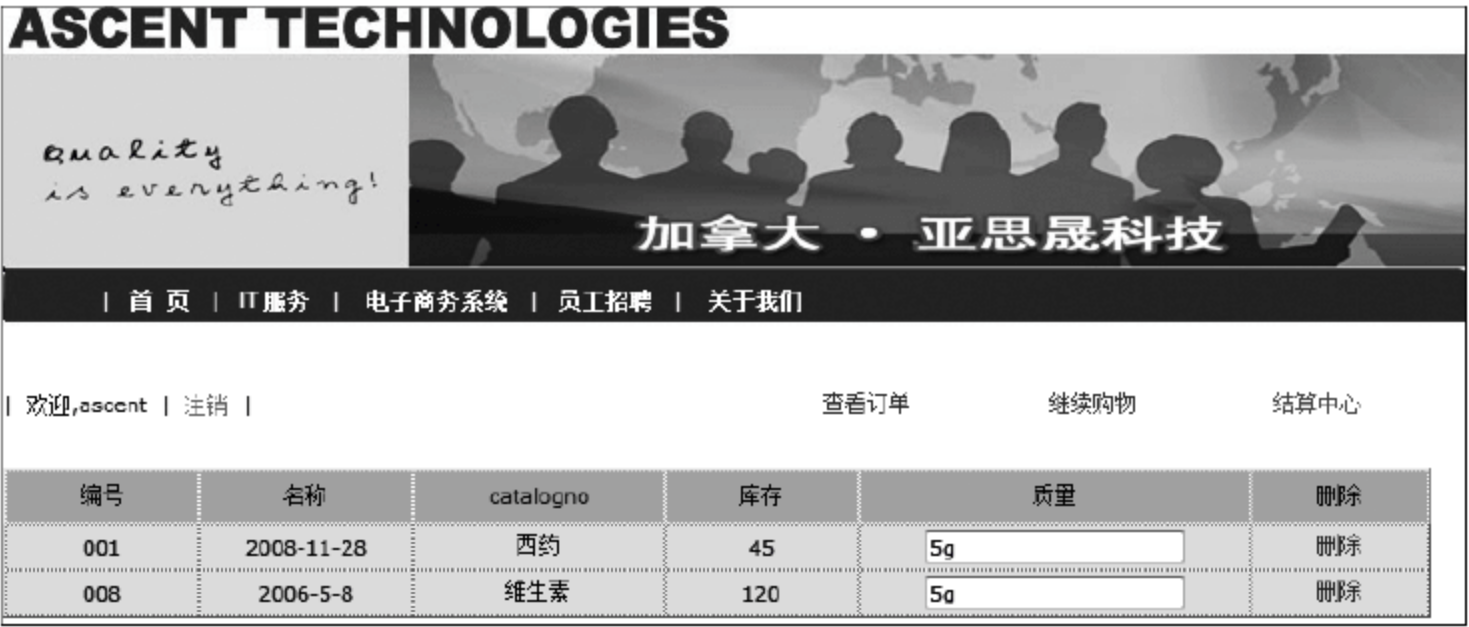 ASCENT TECHNOLOGIES
quality
is everything!
加拿大 · 亚思晟科技
| 首 页 | IT服务 | 电子商务系统 | 员工招聘 | 关于我们
| 欢迎,ascent | 注销 | 查看订单 继续购物 结算中心
编号 名称 catalogno 库存 质量 删除
001 2008-11-28 西药 45 5g 删除
008 2006-5-8 维生素 120 5g 删除